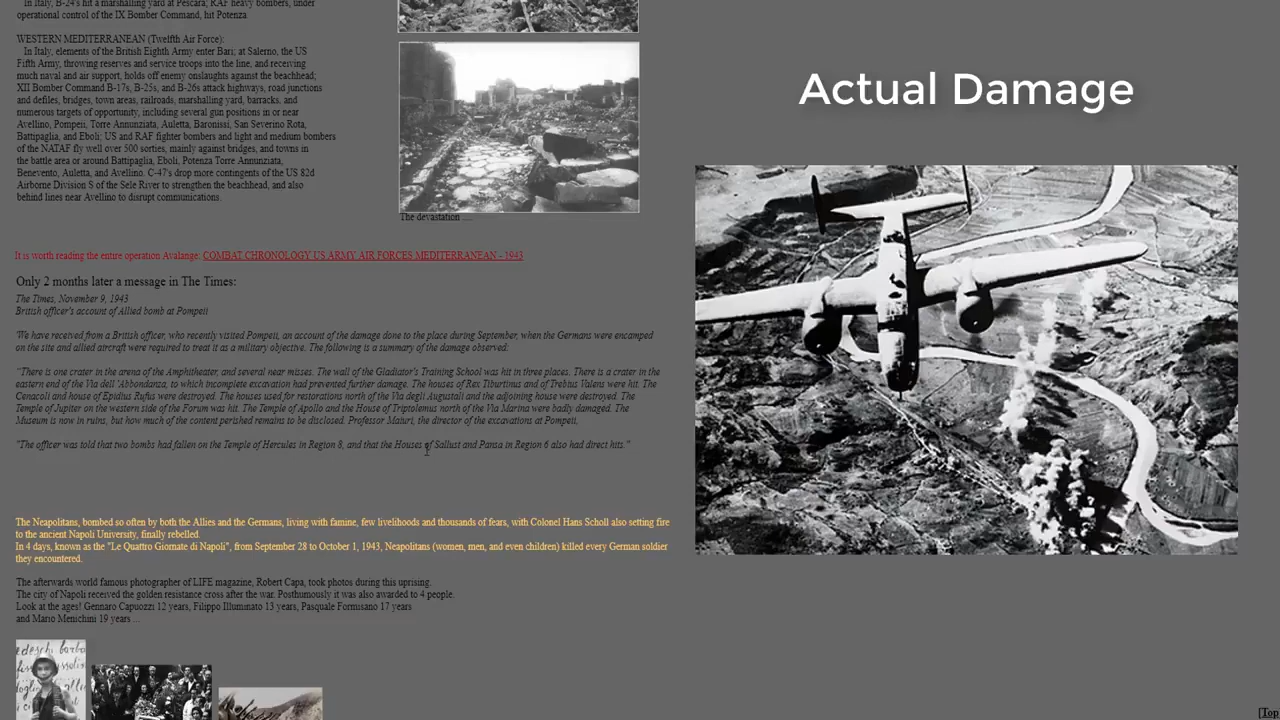 In Italy, B-24's hit a marshalling yard at Pescara; RAF heavy bombers, under
operational control of the IX Bomber Command, hit Potenza.
WESTERN MEDITERRANEAN (Twelfth Air Force):
In Italy, elements of the British Eighth Army enter Bari; at Salerno, the US
Fifth Army, throwing reserves and service troops into the line, and receiving
much naval and air support, holds off enemy onslaughts against the beachhead;
XII Bomber Command B-17s, B-25s, and B-26s attack highways, road junctions
and defiles, bridges, town areas, railroads, marshalling yard, barracks, and
numerous targets of opportunity, including several gun positions in or near
Avellino, Pompeii, Torre Annunziata, Auletta, Baronissi, San Severino Rota,
Battipaglia, and Eboli; US and RAF fighter bombers and light and medium bombers
of the NATAF fly well over 500 sorties, mainly against bridges, and towns in
the battle area or around Battipaglia, Eboli, Potenza Torre Annunziata,
Benevento, Auletta, and Avellino. C-47's drop more contingents of the US 82d
Airborne Division S of the Sele River to strengthen the beachhead, and also
behind lines near Avellino to disrupt communications.
The devastation ....
It is worth reading the entire operation Avalange: COMBAT CHRONOLOGY US ARMY AIR FORCES MEDITERRANEAN - 1943
Only 2 months later a message in The Times:
The Times, November 9, 1943
British officer's account of Allied bomb at Pompeii
'We have received from a British officer, who recently visited Pompeii, an account of the damage done to the place during September, when the Germans were encamped
on the site and allied aircraft were required to treat it as a military objective. The following is a summary of the damage observed:
"There is one crater in the arena of the Amphitheater, and several near misses. The wall of the Gladiator's Training School was hit in three places. There is a crater in the
eastern end of the Via dell 'Abbondanza, to which incomplete excavation had prevented further damage. The houses of Rex Tiburtinus and of Trebius Valens were hit. The
Cenacoli and house of Epidius Rufus were destroyed. The houses used for restorations north of the Via degli Augustali and the adjoining house were destroyed. The
Temple of Jupiter on the western side of the Forum was hit. The Temple of Apollo and the House of Triptolemus north of the Via Marina were badly damaged. The
Museum is now in ruins, but how much of the content perished remains to be disclosed. Professor Maiuri, the director of the excavations at Pompeii,
"The officer was told that two bombs had fallen on the Temple of Hercules in Region 8, and that the Houses of Sallust and Pansa in Region 6 also had direct hits."
The Neapolitans, bombed so often by both the Allies and the Germans, living with famine, few livelihoods and thousands of fears, with Colonel Hans Scholl also setting fire
to the ancient Napoli University, finally rebelled.
In 4 days, known as the "Le Quattro Giornate di Napoli", from September 28 to October 1, 1943, Neapolitans (women, men, and even children) killed every German soldier
they encountered.
The afterwards world famous photographer of LIFE magazine, Robert Capa, took photos during this uprising.
The city of Napoli received the golden resistance cross after the war. Posthumously it was also awarded to 4 people.
Look at the ages! Gennaro Capuozzi 12 years, Filippo Illuminato 13 years, Pasquale Formisano 17 years
and Mario Menichini 19 years ...
Actual Damage
[Top